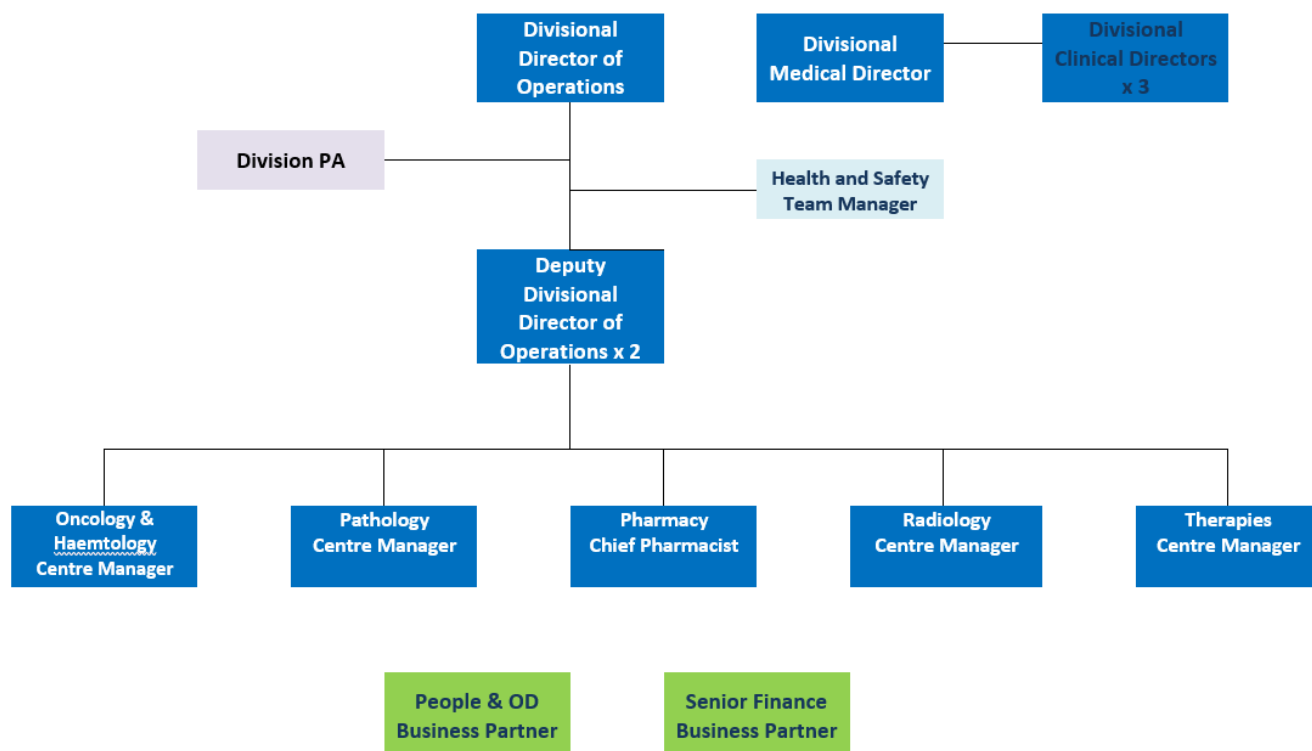 Divisional
Director of
Operations
Divisional
Medical Director
Divisional
Clinical Directors
x 3
Division PA
Health and Safety
Team Manager
Deputy
Divisional
Director of
Operations x 2
Oncology &
Haemtology
Centre Manager
Pathology
Centre Manager
Pharmacy
Chief Pharmacist
Radiology
Centre Manager
Therapies
Centre Manager
People & OD
Business Partner
Senior Finance
Business Partner